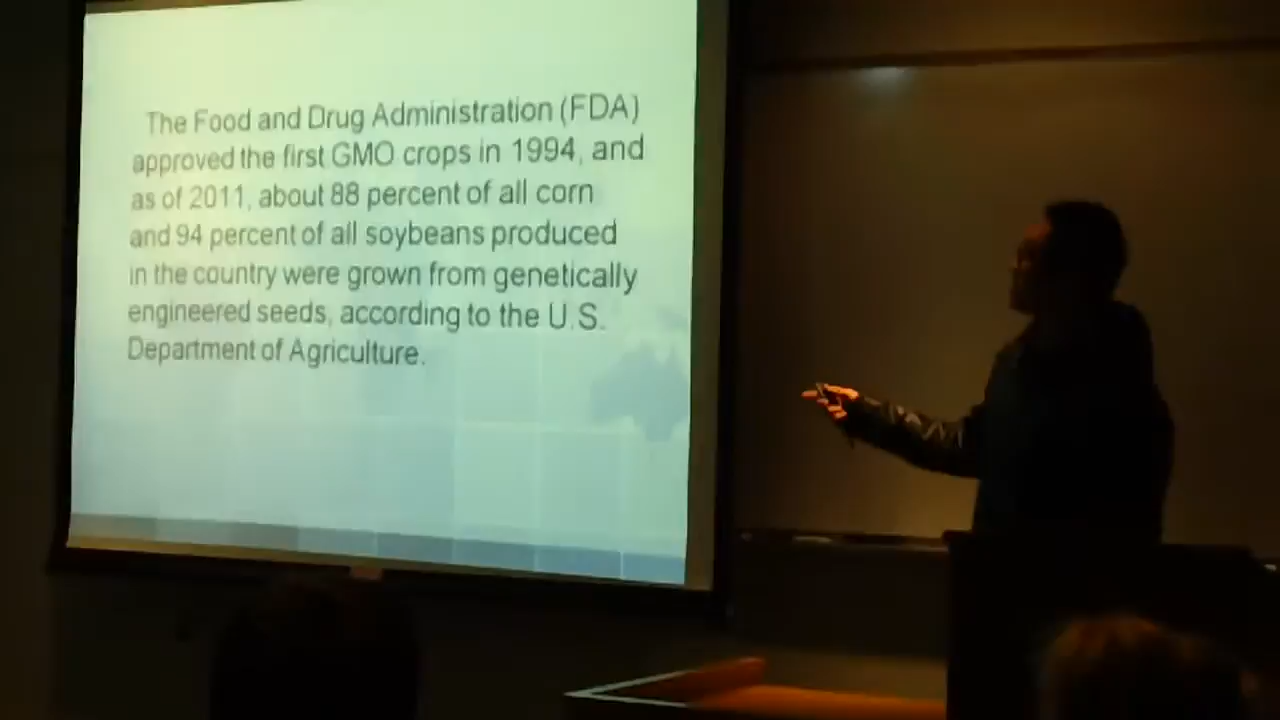 The Food and Drug Administration (FDA)
approved the first GMO crops in 1994, and
as of 2011, about 88 percent of all corn
and 94 percent of all soybeans produced
in the country were grown from genetically
engineered seeds, according to the U.S.
Department of Agriculture.